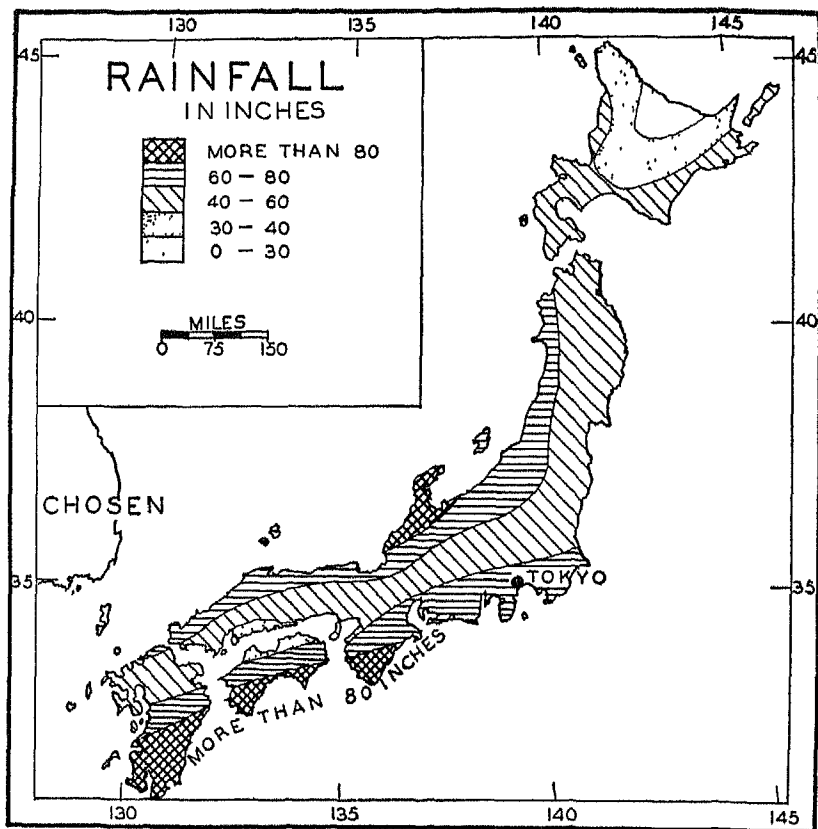 130 140 145
45 45
RAINFALL
IN INCHES
MORE THAN 80
60 – 80
40 – 60
30 – 40
0 – 30
MILES
0 75 150
40 40
CHOSEN
35 TOKYO 35
MORE THAN 80 INCHES
130 135 140 145